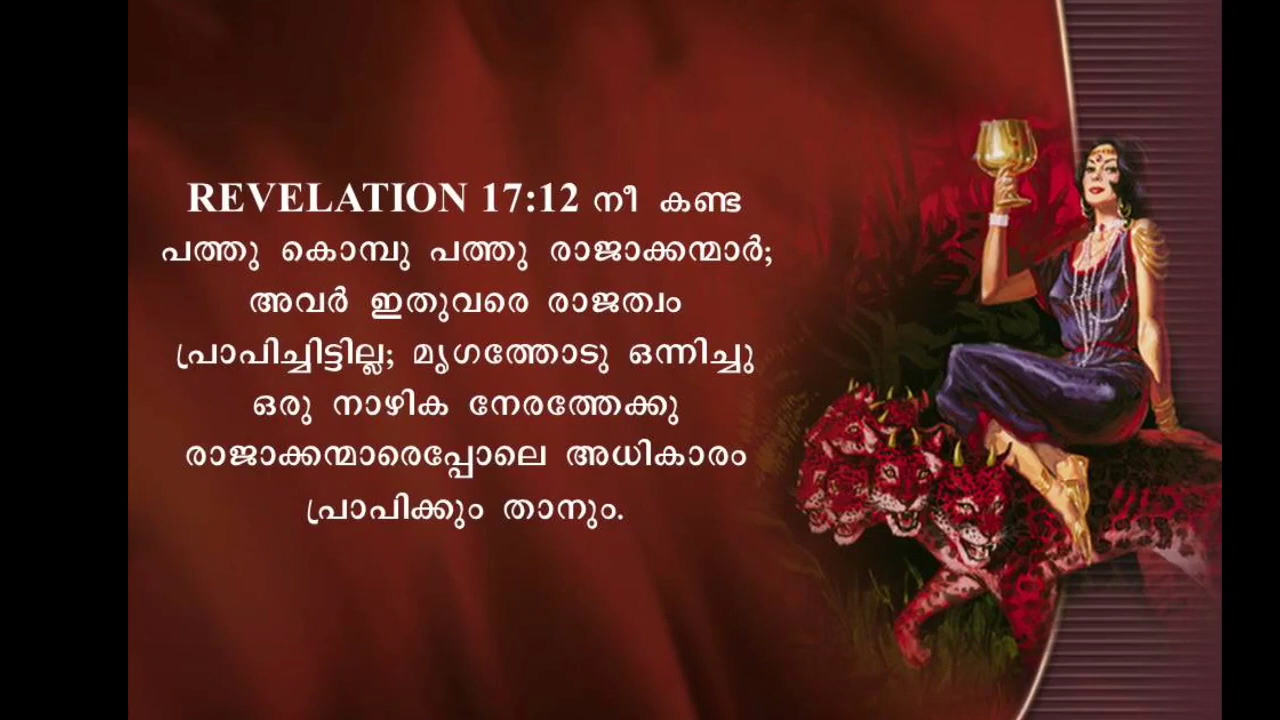 REVELATION 17:12 നീ കണ്ട
പത്തു കൊമ്പു പത്തു രാജാക്കന്മാർ;
അവർ ഇതുവരെ രാജത്വം
പ്രാപിച്ചിട്ടില്ല; മൃഗത്തോടു ഒന്നിച്ചു
ഒരു നാഴിക നേരത്തേക്കു
രാജാക്കന്മാരെപ്പോലെ അധികാരം
പ്രാപിക്കും താനും.